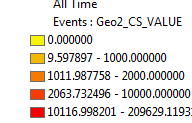 All Time
Events : Geo2_CS_VALUE
0.000000
9.597897 - 1000.000000
1011.987758 - 2000.000000
2063.732496 - 10000.000000
10116.998201 - 209629.1193